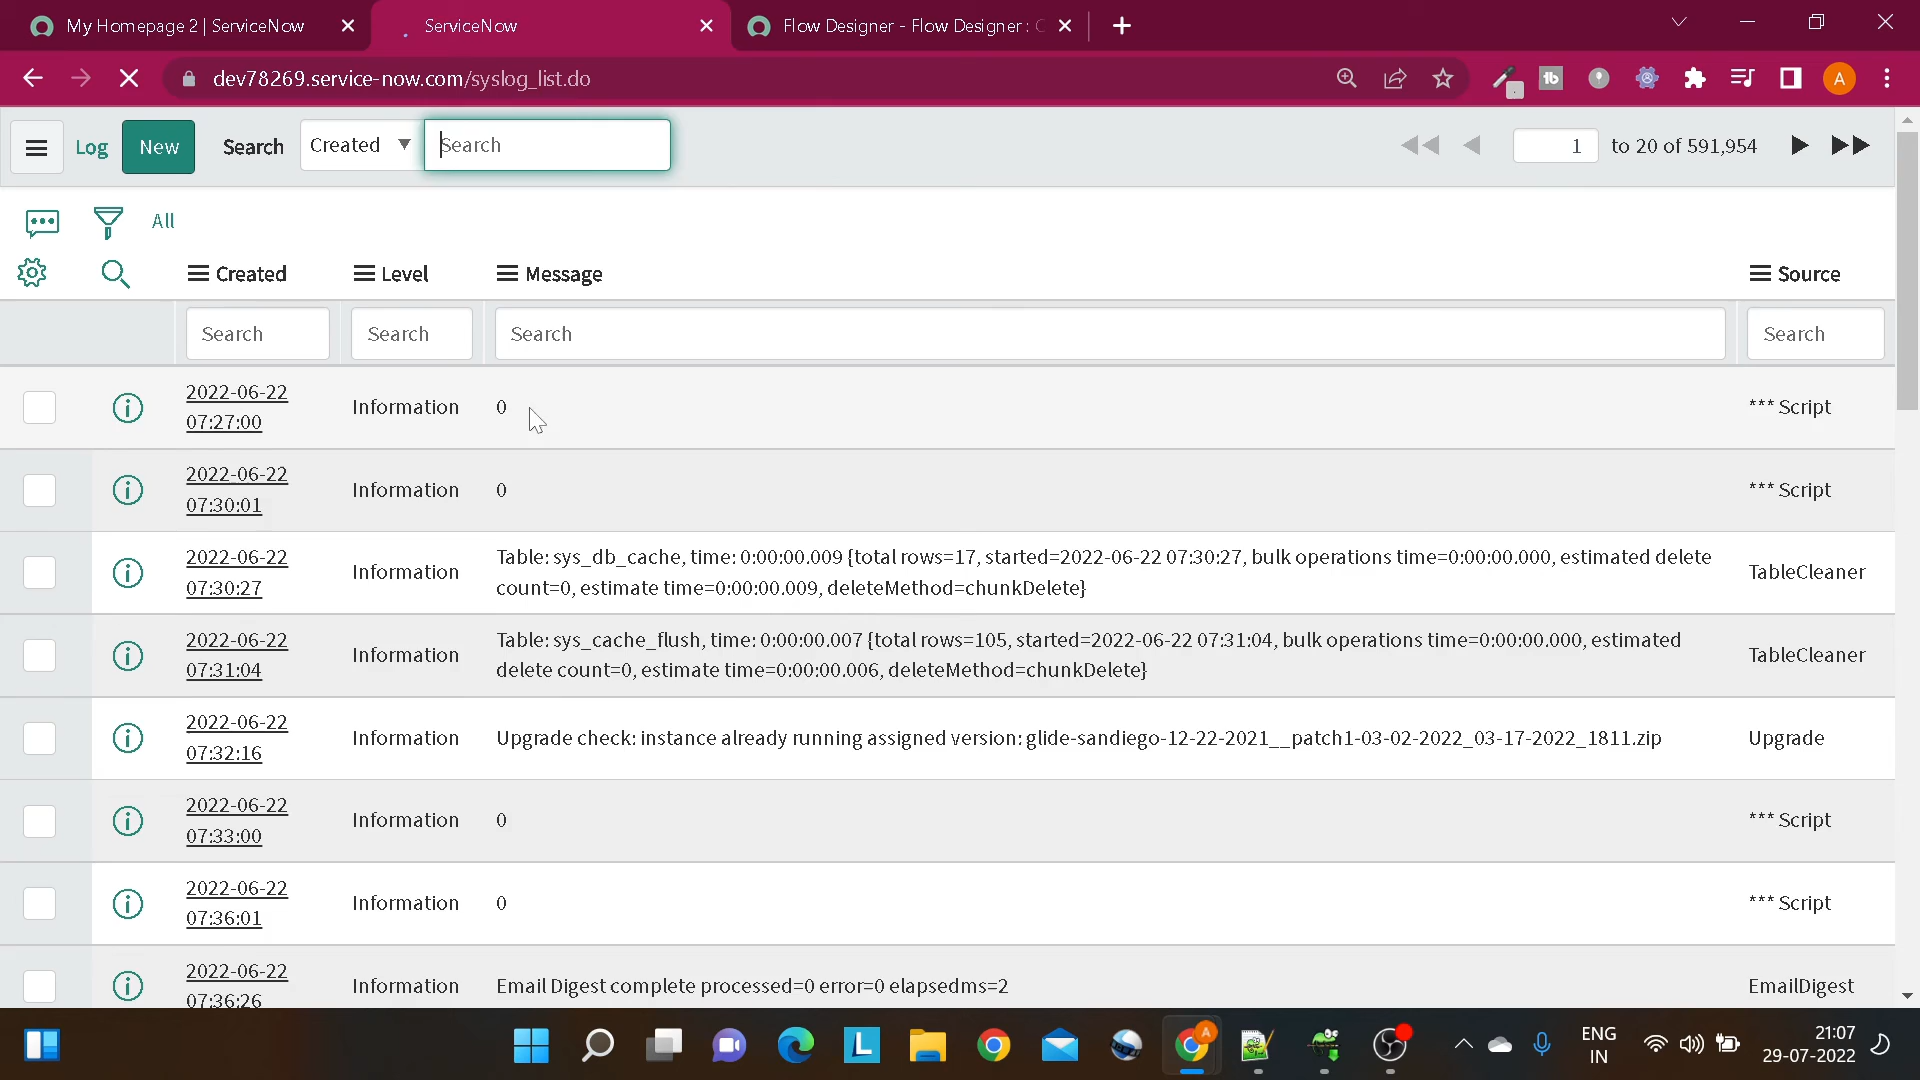 My Homepage 2 | ServiceNow
ServiceNow
Flow Designer - Flow Designer :
dev78269.service-now.com/syslog_list.do
A
Log
New
Search
Created
Search
1 to 20 of 591,954
All
Created
Level
Message
Source
Search
Search
Search
Search
2022-06-22
07:27:00
Information
0
*** Script
2022-06-22
07:30:01
Information
0
*** Script
2022-06-22
07:30:27
Information
Table: sys_db_cache, time: 0:00:00.009 {total rows=17, started=2022-06-22 07:30:27, bulk operations time=0:00:00.000, estimated delete
count=0, estimate time=0:00:00.009, deleteMethod=chunkDelete}
TableCleaner
2022-06-22
07:31:04
Information
Table: sys_cache_flush, time: 0:00:00.007 {total rows=105, started=2022-06-22 07:31:04, bulk operations time=0:00:00.000, estimated
delete count=0, estimate time=0:00:00.006, deleteMethod=chunkDelete}
TableCleaner
2022-06-22
07:32:16
Information
Upgrade check: instance already running assigned version: glide-sandiego-12-22-2021__patch1-03-02-2022_03-17-2022_1811.zip
Upgrade
2022-06-22
07:33:00
Information
0
*** Script
2022-06-22
07:36:01
Information
0
*** Script
2022-06-22
07:36:26
Information
Email Digest complete processed=0 error=0 elapsedms=2
EmailDigest
L
A
ENG
IN
21:07
29-07-2022